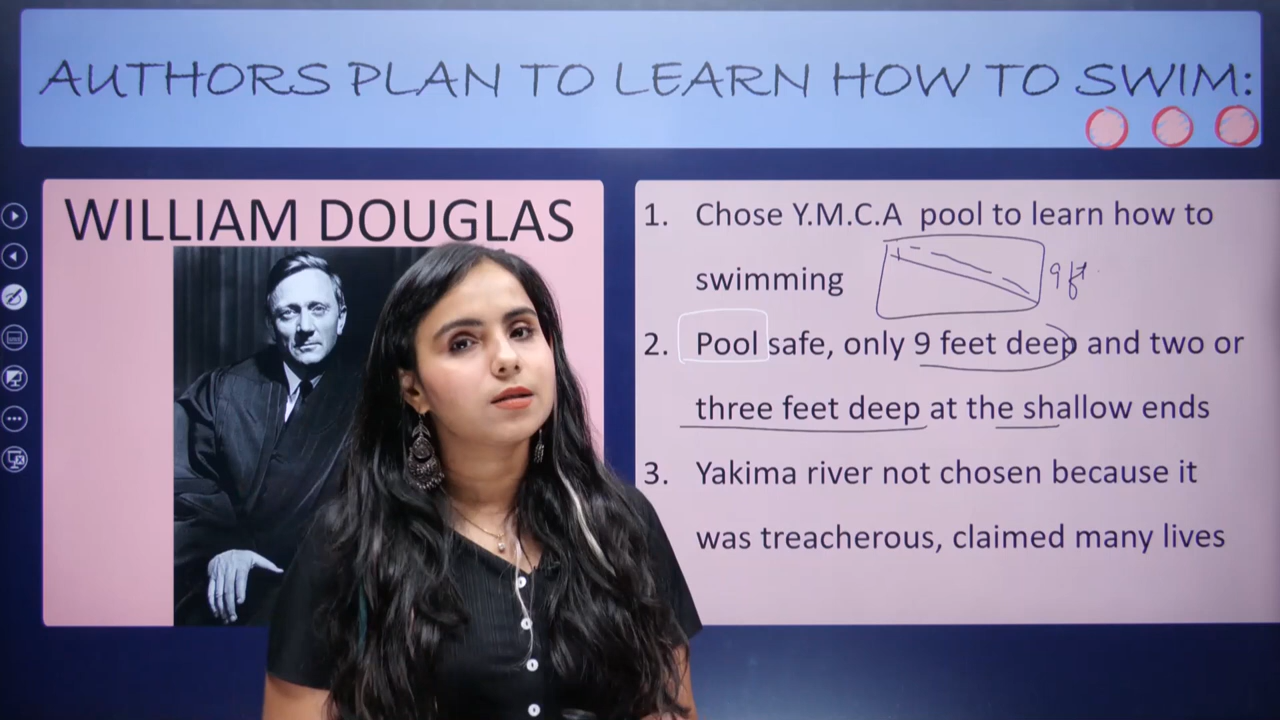 AUTHORS PLAN TO LEARN HOW TO SWIM:
WILLIAM DOUGLAS
1. Chose Y.M.C.A pool to learn how to
swimming
9 ft
2. Pool safe, only 9 feet deep and two or
three feet deep at the shallow ends
3. Yakima river not chosen because it
was treacherous, claimed many lives